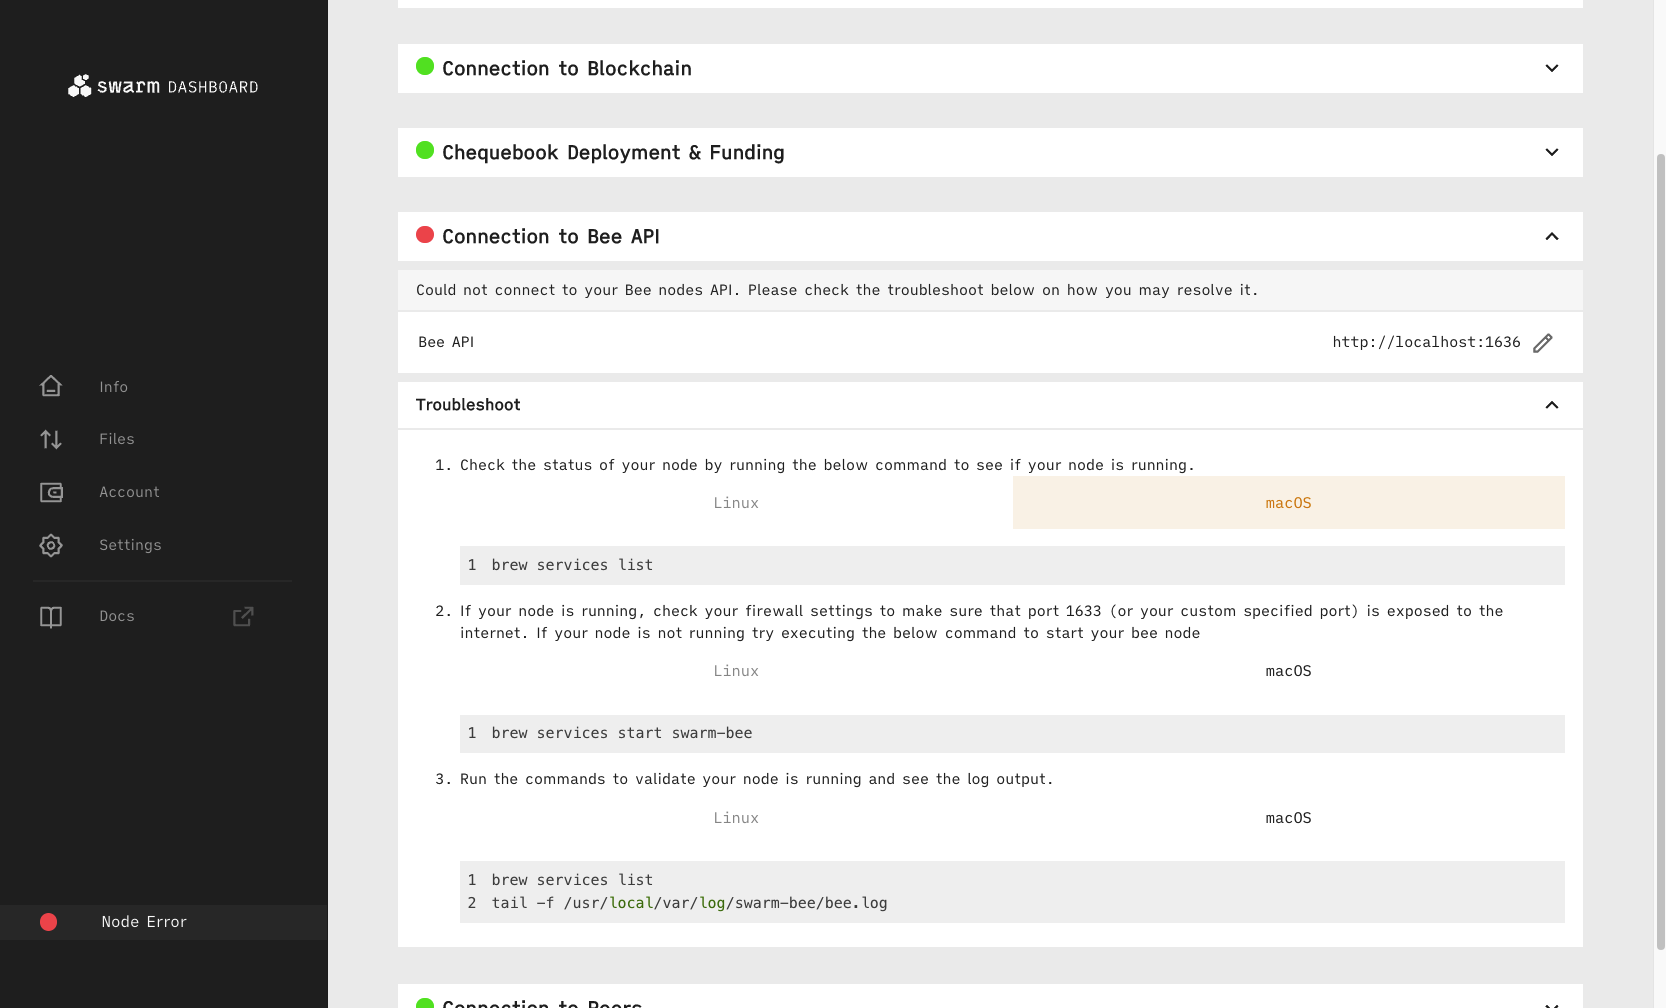 swarm DASHBOARD
Info
Files
Account
Settings
Docs
Node Error
Connection to Blockchain
Chequebook Deployment & Funding
Connection to Bee API
Could not connect to your Bee nodes API. Please check the troubleshoot below on how you may resolve it.
Bee API http://localhost:1636
Troubleshoot
1. Check the status of your node by running the below command to see if your node is running.
Linux macOS
1 brew services list
2. If your node is running, check your firewall settings to make sure that port 1633 (or your custom specified port) is exposed to the
internet. If your node is not running try executing the below command to start your bee node
Linux macOS
1 brew services start swarm-bee
3. Run the commands to validate your node is running and see the log output.
Linux macOS
1 brew services list
2 tail -f /usr/local/var/log/swarm-bee/bee.log
Connection to Peers